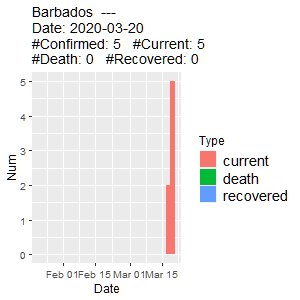 Barbados  ---
Date: 2020-03-20
#Confirmed: 5   #Current: 5
#Death: 0   #Recovered: 0
5
4
3
2
1
0
Num
Feb 01 Feb 15 Mar 01 Mar 15
Date
Type
current
death
recovered